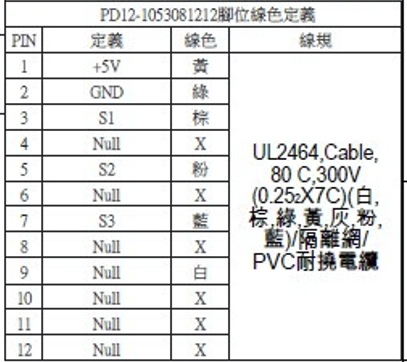 PD12-1053081212腳位線色定義
PIN 定義 線色 線規
1 +5V 黃
2 GND 綠
3 S1 棕
4 Null X
5 S2 粉
6 Null X
7 S3 藍
8 Null X
9 Null 白
10 Null X
11 Null X
12 Null X
UL2464,Cable,
80 C,300V
(0.25²X7C)(白,
棕,綠,黃,灰,粉,
藍)/隔離網/
PVC耐撓電纜